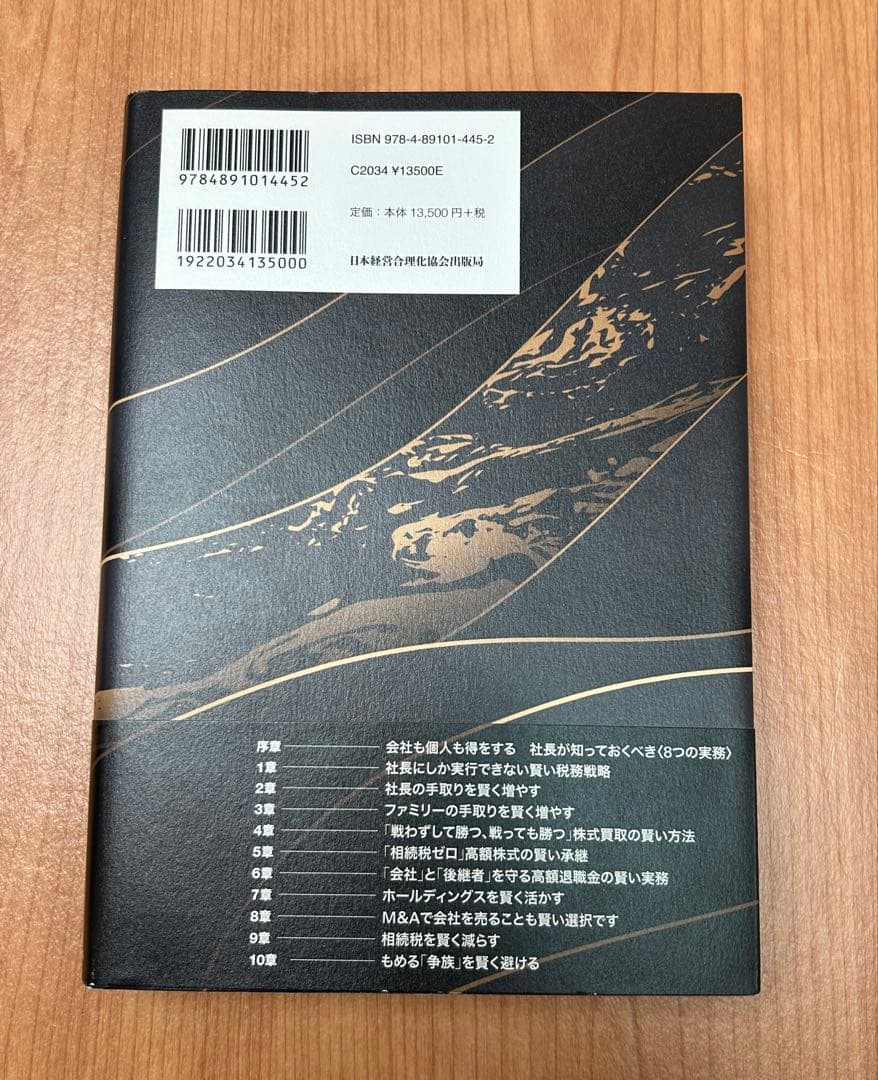 ISBN 978-4-89101-445-2
9784891014452
C2034 ¥13500E
定価：本体 13,500 円+税
1922034135000
日本経営合理化協会出版局
序章 会社も個人も得をする 社長が知っておくべき〈8つの実務〉
1章 社長にしか実行できない賢い税務戦略
2章 社長の手取りを賢く増やす
3章 ファミリーの手取りを賢く増やす
4章 「戦わずして勝つ、戦っても勝つ」株式買取の賢い方法
5章 「相続税ゼロ」高額株式の賢い承継
6章 「会社」と「後継者」を守る高額退職金の賢い実務
7章 ホールディングスを賢く活かす
8章 M&Aで会社を売ることも賢い選択です
9章 相続税を賢く減らす
10章 もめる「争族」を賢く避ける